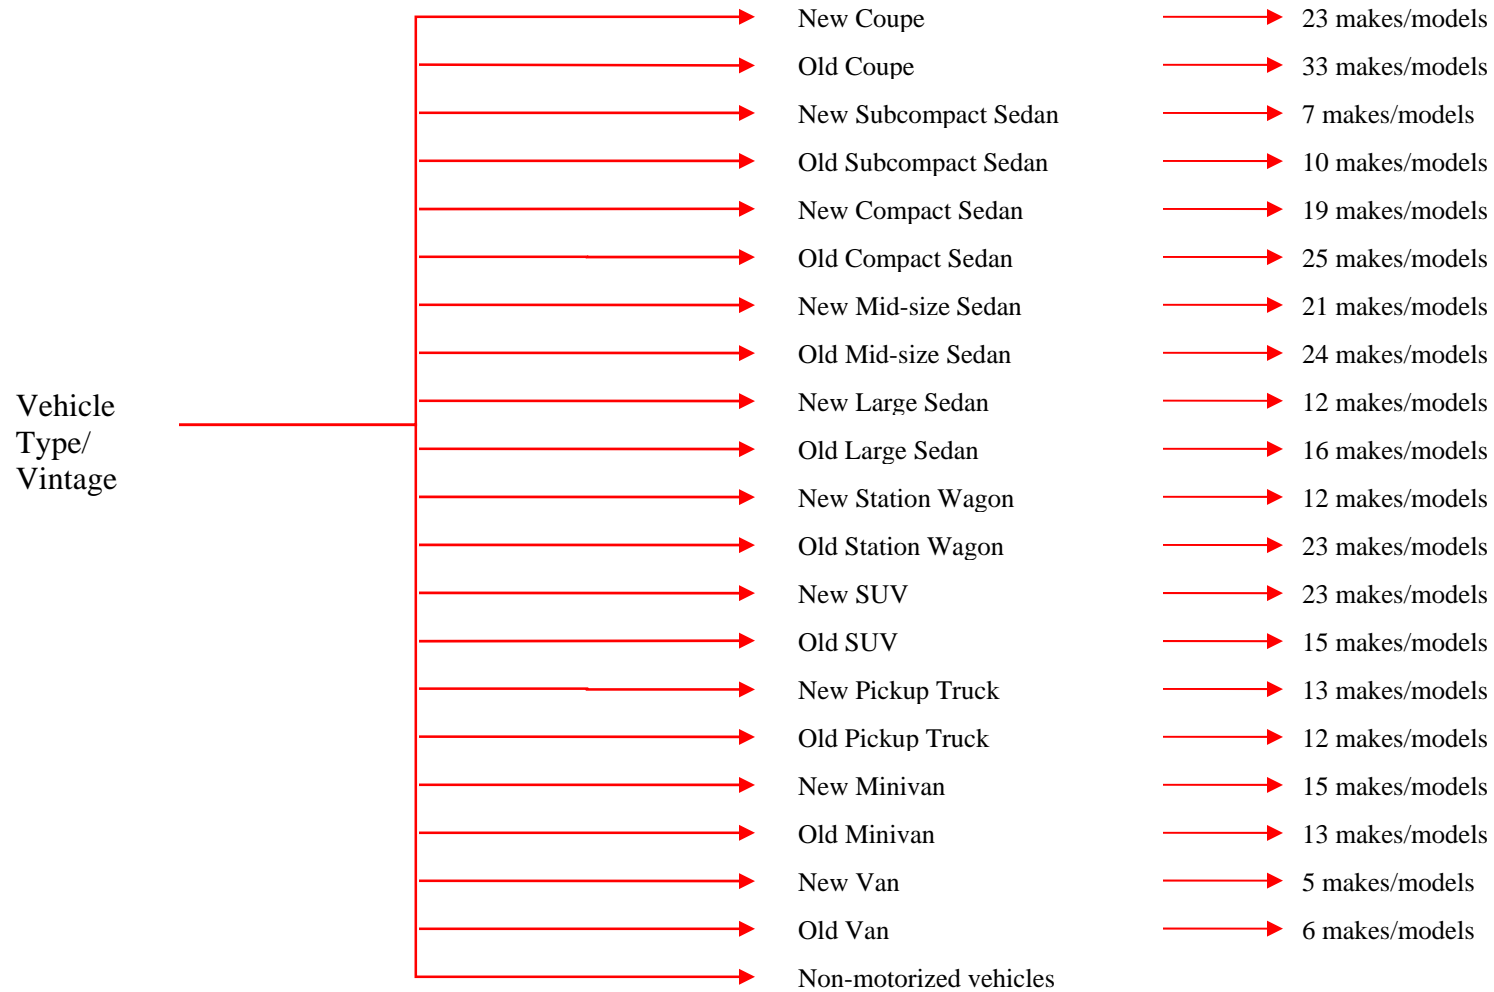 New Coupe 23 makes/models
Old Coupe 33 makes/models
New Subcompact Sedan 7 makes/models
Old Subcompact Sedan 10 makes/models
New Compact Sedan 19 makes/models
Old Compact Sedan 25 makes/models
New Mid-size Sedan 21 makes/models
Old Mid-size Sedan 24 makes/models
Vehicle
Type/
Vintage
New Large Sedan 12 makes/models
Old Large Sedan 16 makes/models
New Station Wagon 12 makes/models
Old Station Wagon 23 makes/models
New SUV 23 makes/models
Old SUV 15 makes/models
New Pickup Truck 13 makes/models
Old Pickup Truck 12 makes/models
New Minivan 15 makes/models
Old Minivan 13 makes/models
New Van 5 makes/models
Old Van 6 makes/models
Non-motorized vehicles